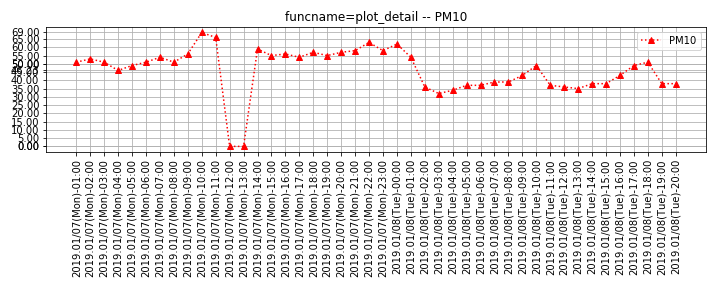 funcname=plot_detail -- PM10
PM10
69.00
65.00
60.00
55.00
50.00
40.00
35.00
30.00
25.00
20.00
15.00
10.00
5.00
0.00
2019.01/07(Mon)-01:00
2019.01/07(Mon)-02:00
2019.01/07(Mon)-03:00
2019.01/07(Mon)-04:00
2019.01/07(Mon)-05:00
2019.01/07(Mon)-06:00
2019.01/07(Mon)-07:00
2019.01/07(Mon)-08:00
2019.01/07(Mon)-09:00
2019.01/07(Mon)-10:00
2019.01/07(Mon)-11:00
2019.01/07(Mon)-12:00
2019.01/07(Mon)-13:00
2019.01/07(Mon)-14:00
2019.01/07(Mon)-15:00
2019.01/07(Mon)-16:00
2019.01/07(Mon)-17:00
2019.01/07(Mon)-18:00
2019.01/07(Mon)-19:00
2019.01/07(Mon)-20:00
2019.01/07(Mon)-21:00
2019.01/07(Mon)-22:00
2019.01/07(Mon)-23:00
2019.01/08(Tue)-00:00
2019.01/08(Tue)-01:00
2019.01/08(Tue)-02:00
2019.01/08(Tue)-03:00
2019.01/08(Tue)-04:00
2019.01/08(Tue)-05:00
2019.01/08(Tue)-06:00
2019.01/08(Tue)-07:00
2019.01/08(Tue)-08:00
2019.01/08(Tue)-09:00
2019.01/08(Tue)-10:00
2019.01/08(Tue)-11:00
2019.01/08(Tue)-12:00
2019.01/08(Tue)-13:00
2019.01/08(Tue)-14:00
2019.01/08(Tue)-15:00
2019.01/08(Tue)-16:00
2019.01/08(Tue)-17:00
2019.01/08(Tue)-18:00
2019.01/08(Tue)-19:00
2019.01/08(Tue)-20:00